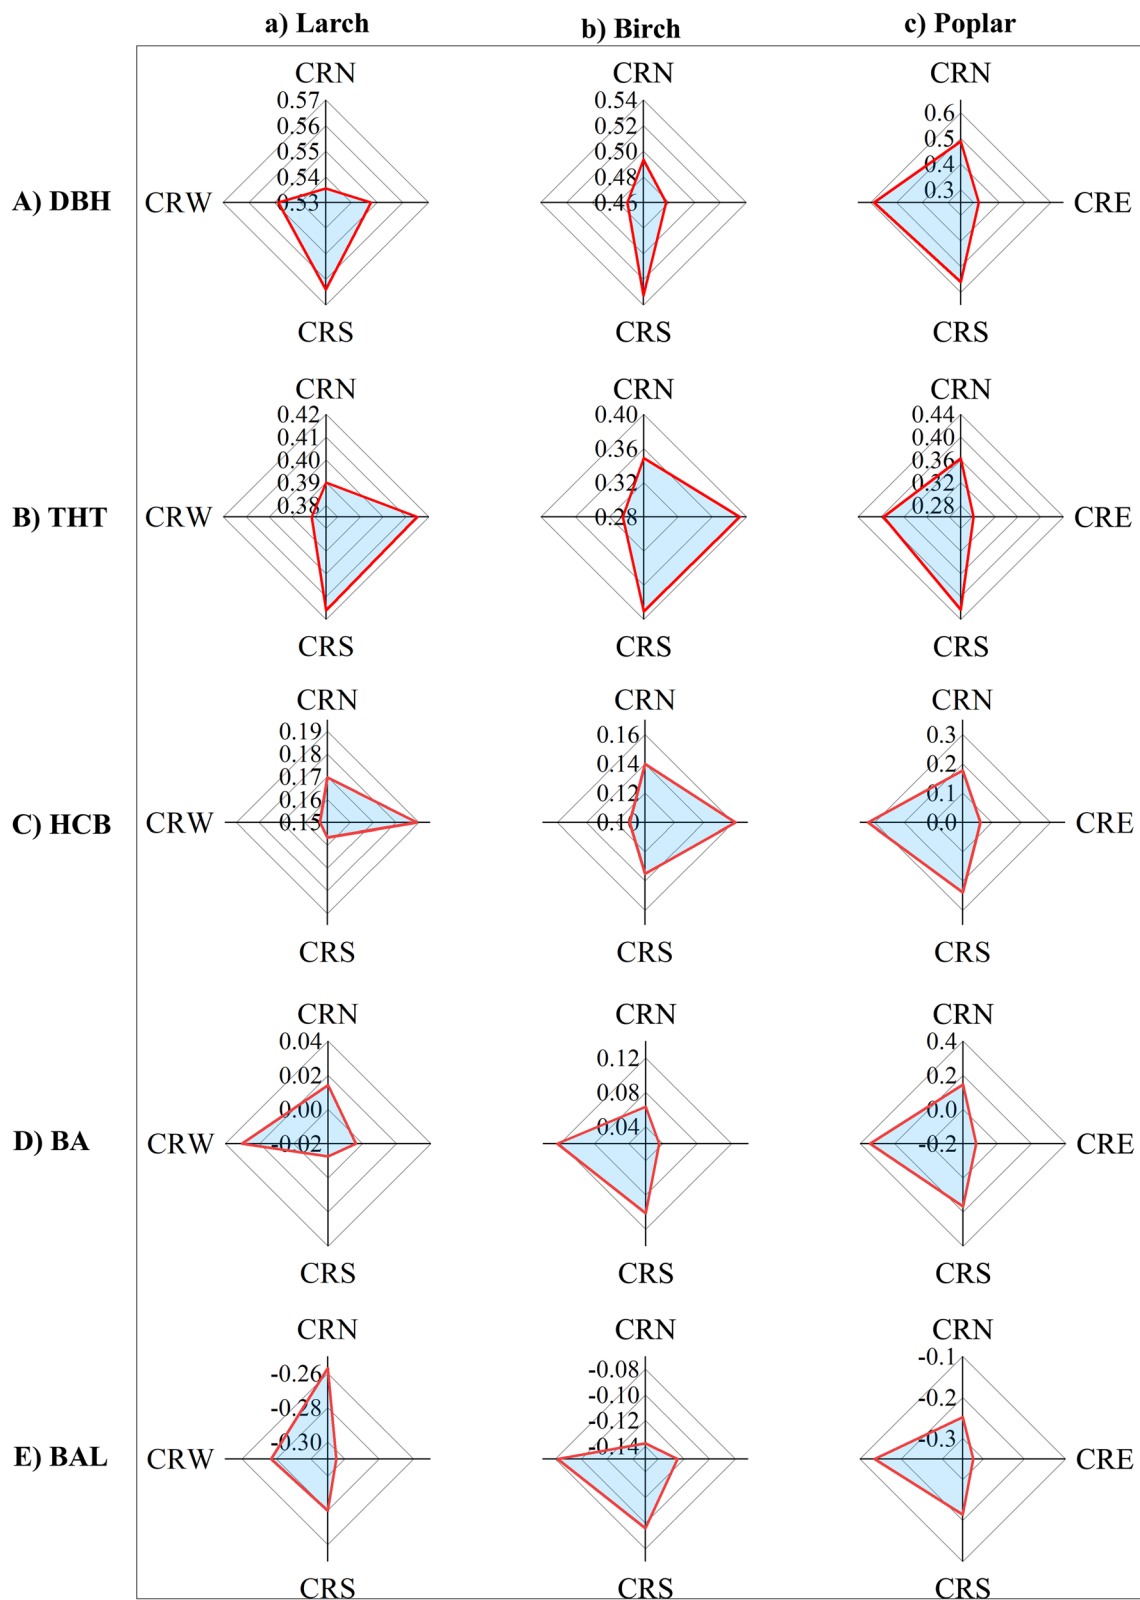 a) Larch b) Birch c) Poplar
CRN CRN CRN
0.57 0.54 0.6
0.56 0.52 0.5
0.55 0.50 0.4
0.54 0.48 0.3
A) DBH CRW 0.53 0.46 CRE
CRS CRS CRS
CRN CRN CRN
0.42 0.40 0.44
0.41 0.36 0.40
0.40 0.32 0.36
0.39 0.28 0.32
0.38 0.28
B) THT CRW CRE
CRS CRS CRS
CRN CRN CRN
0.19 0.16 0.3
0.18 0.14 0.2
0.17 0.12 0.1
0.16 0.10 0.0
0.15
C) HCB CRW CRE
CRS CRS CRS
CRN CRN CRN
0.04 0.12 0.4
0.02 0.08 0.2
0.00 0.04 0.0
-0.02 -0.2
D) BA CRW CRE
CRS CRS CRS
CRN CRN CRN
-0.26 -0.08 -0.1
-0.28 -0.10 -0.2
-0.30 -0.12 -0.3
-0.14
E) BAL CRW CRE
CRS CRS CRS